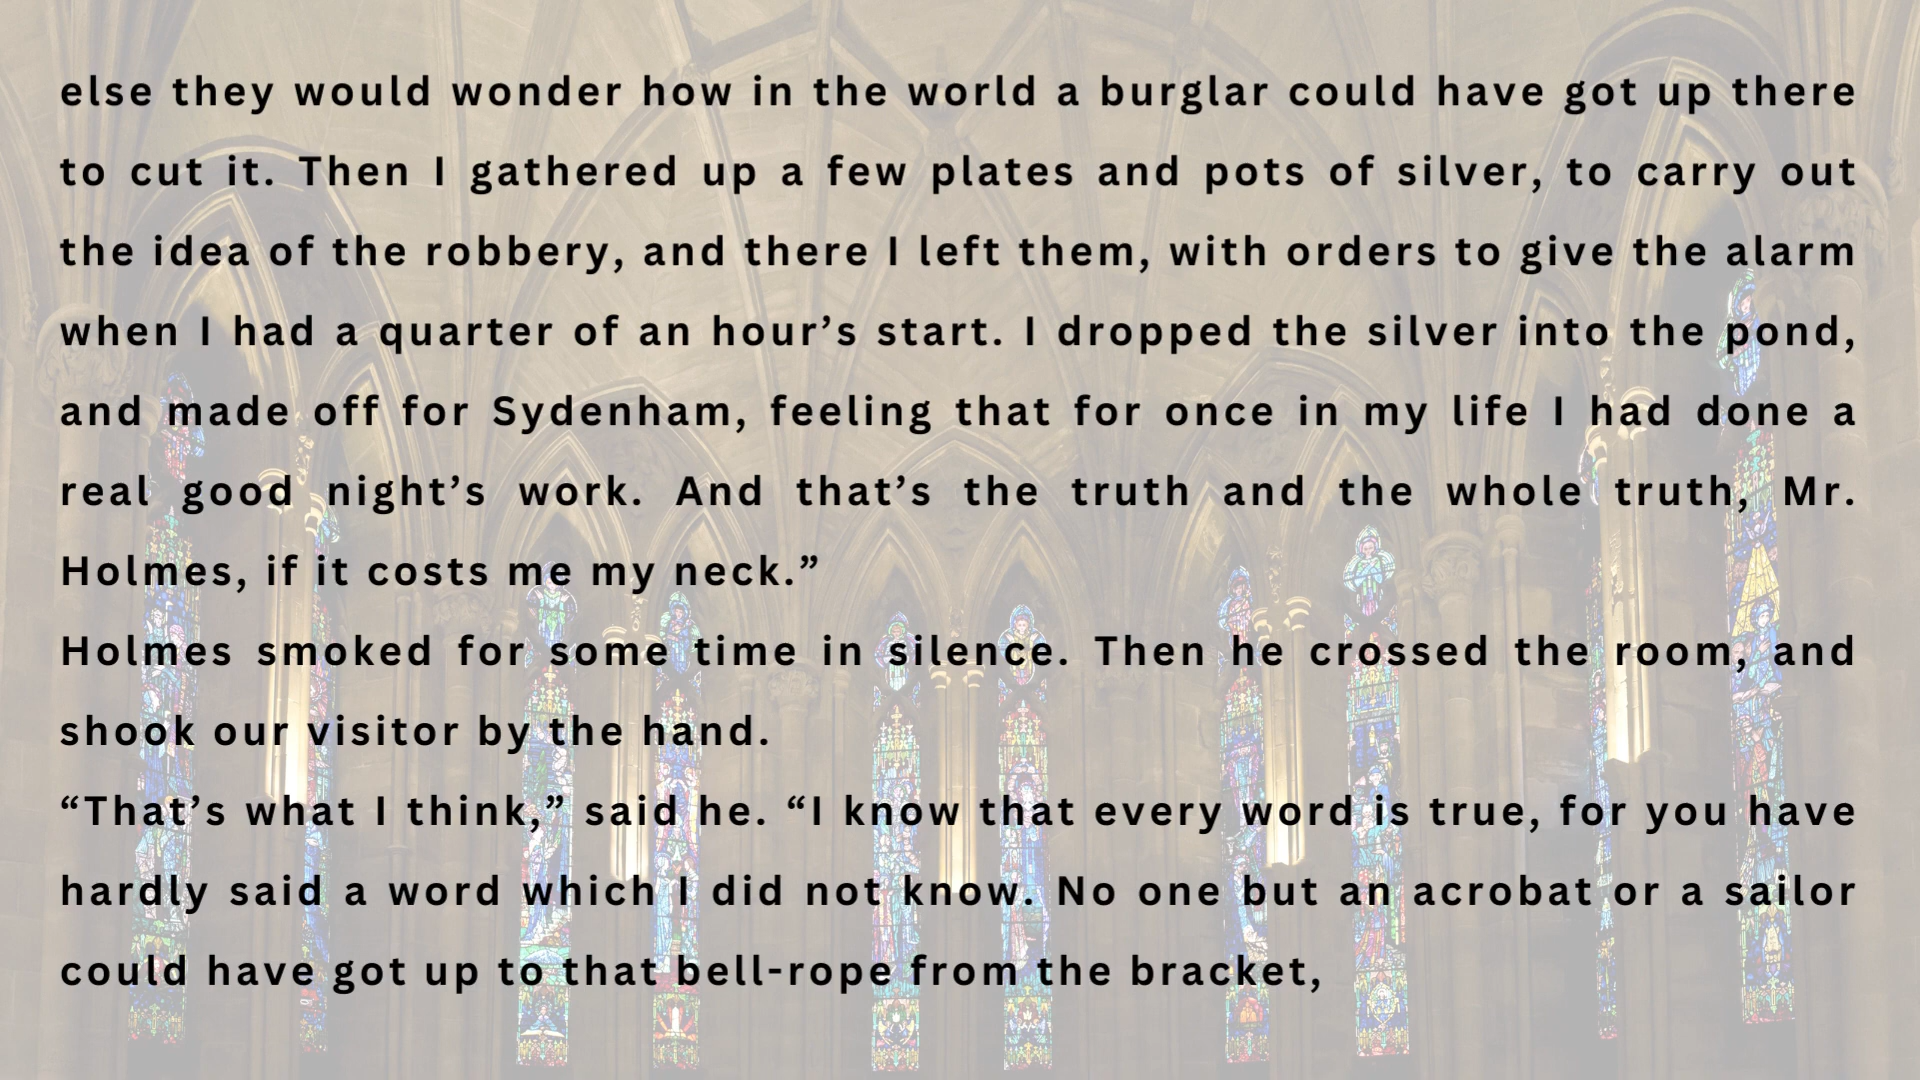 else they would wonder how in the world a burglar could have got up there
to cut it. Then I gathered up a few plates and pots of silver, to carry out
the idea of the robbery, and there I left them, with orders to give the alarm
when I had a quarter of an hour’s start. I dropped the silver into the pond,
and made off for Sydenham, feeling that for once in my life I had done a
real good night’s work. And that’s the truth and the whole truth, Mr.
Holmes, if it costs me my neck.”
Holmes smoked for some time in silence. Then he crossed the room, and
shook our visitor by the hand.
“That’s what I think,” said he. “I know that every word is true, for you have
hardly said a word which I did not know. No one but an acrobat or a sailor
could have got up to that bell-rope from the bracket,